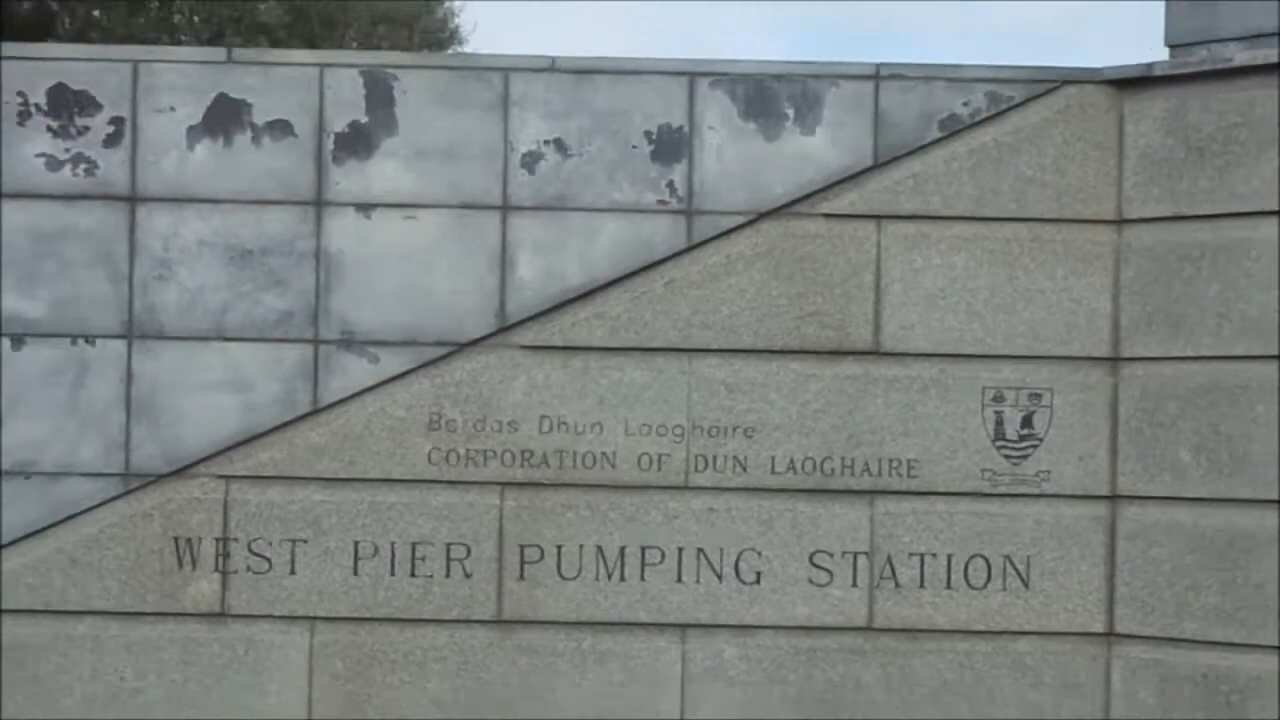 Bardas Dhun Laoghaire
CORPORATION OF DUN LAOGHAIRE
WEST PIER PUMPING STATION